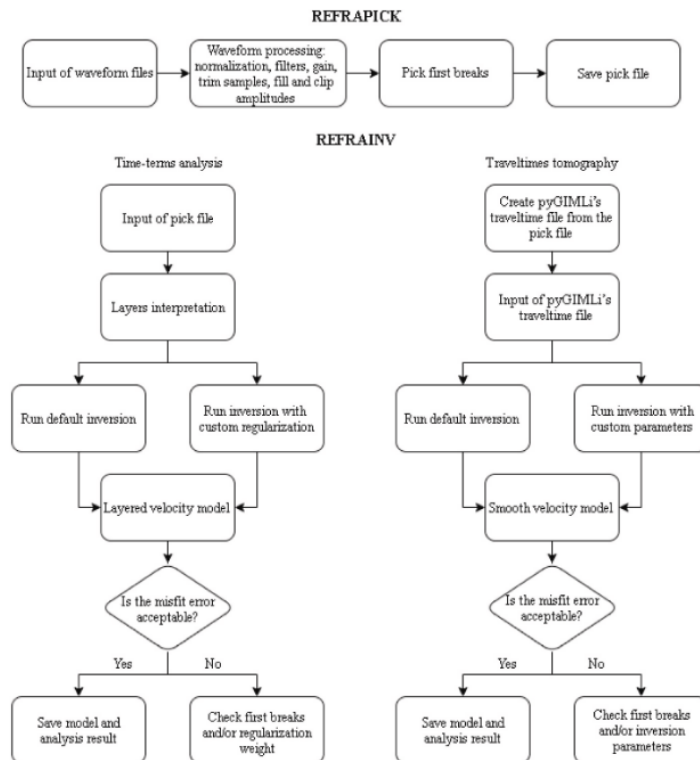 REFRAPICK
Input of waveform files
Waveform processing:
normalization, filters, gain,
trim samples, fill and clip
amplitudes
Pick first breaks
Save pick file
REFRAINV
Time-terms analysis
Input of pick file
Layers interpretation
Run default inversion
Run inversion with
custom regularization
Layered velocity model
Is the misfit error
acceptable?
Yes
No
Save model and
analysis result
Check first breaks
and/or regularization
weight
Traveltimes tomography
Create pyGIMLi's
traveltime file from the
pick file
Input of pyGIMLi's
traveltime file
Run default inversion
Run inversion with
custom parameters
Smooth velocity model
Is the misfit error
acceptable?
Yes
No
Save model and
analysis result
Check first breaks
and/or inversion
parameters